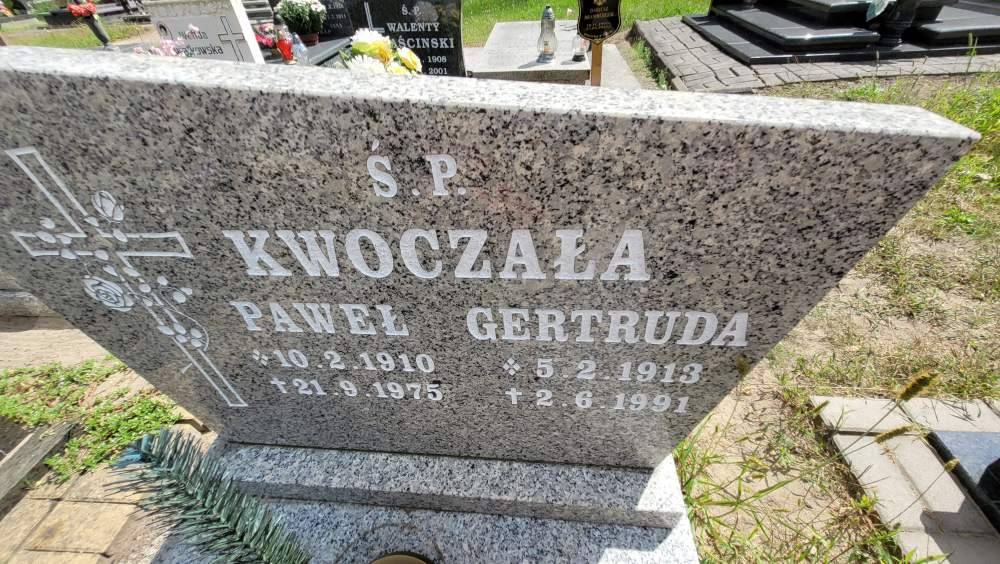 Ś.P.
WALENTY
1908
2001
Ś.P.
KWOCZAŁA
PAWEŁ GERTRUDA
10.2.1910 5.2.1913
21.9.1975 2.6.1991